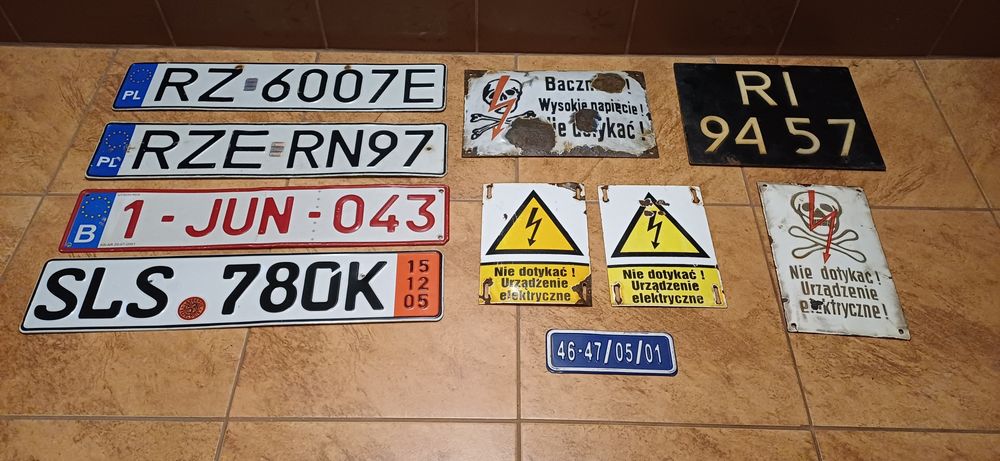 PL RZ 6007E
PL RZE RN97
B 1-JUN-043
SLS 780K
15
12
05
Wysokie napięcie!
Nie dotykać!
RI
94 57
Nie dotykać!
Urządzenie
elektryczne
Nie dotykać!
Urządzenie
elektryczne
Nie dotykać!
Urządzenie
elektryczne!
46-47/05/01